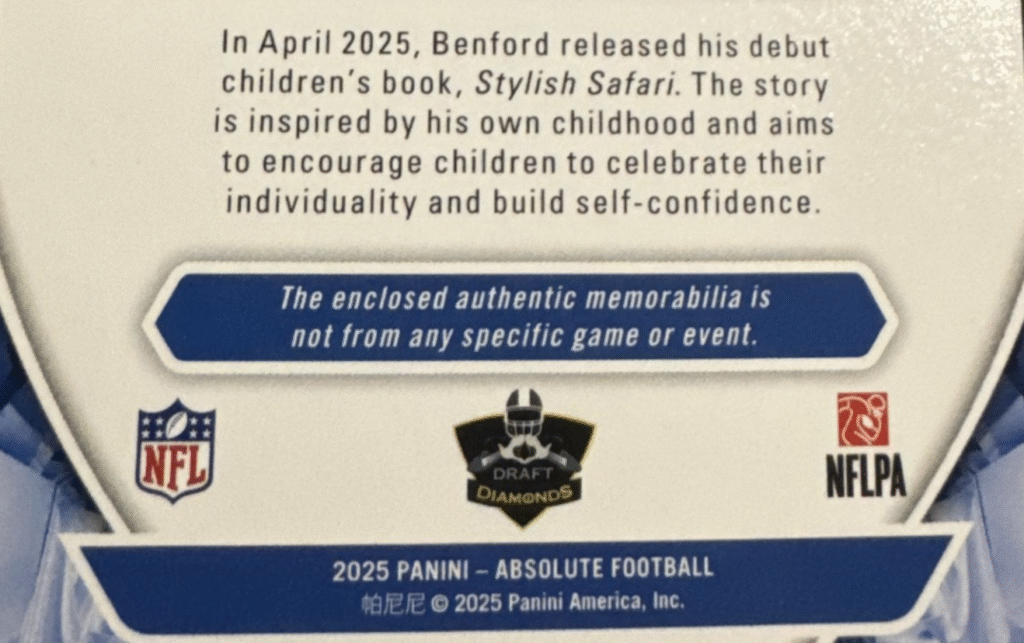 In April 2025, Benford released his debut
children's book, Stylish Safari. The story
is inspired by his own childhood and aims
to encourage children to celebrate their
individuality and build self-confidence.
The enclosed authentic memorabilia is
not from any specific game or event.
NFL
DRAFT
DIAMONDS
NFLPA
2025 PANINI – ABSOLUTE FOOTBALL
帕尼尼 © 2025 Panini America, Inc.